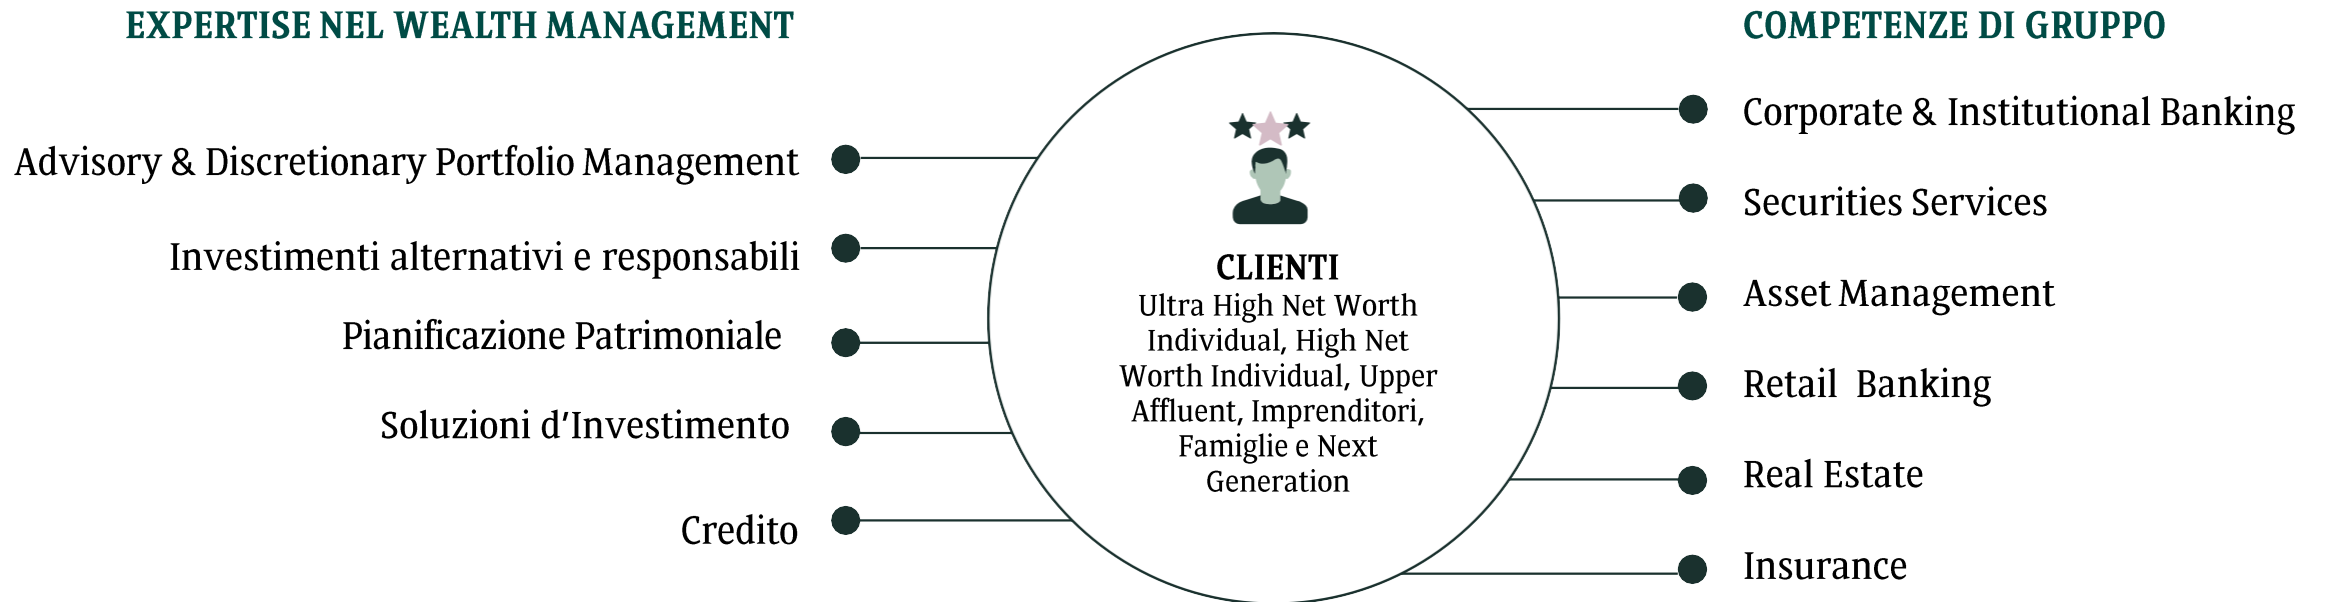 EXPERTISE NEL WEALTH MANAGEMENT
Advisory & Discretionary Portfolio Management
Investimenti alternativi e responsabili
Pianificazione Patrimoniale
Soluzioni d’Investimento
Credito
CLIENTI
Ultra High Net Worth
Individual, High Net
Worth Individual, Upper
Affluent, Imprenditori,
Famiglie e Next
Generation
COMPETENZE DI GRUPPO
Corporate & Institutional Banking
Securities Services
Asset Management
Retail Banking
Real Estate
Insurance